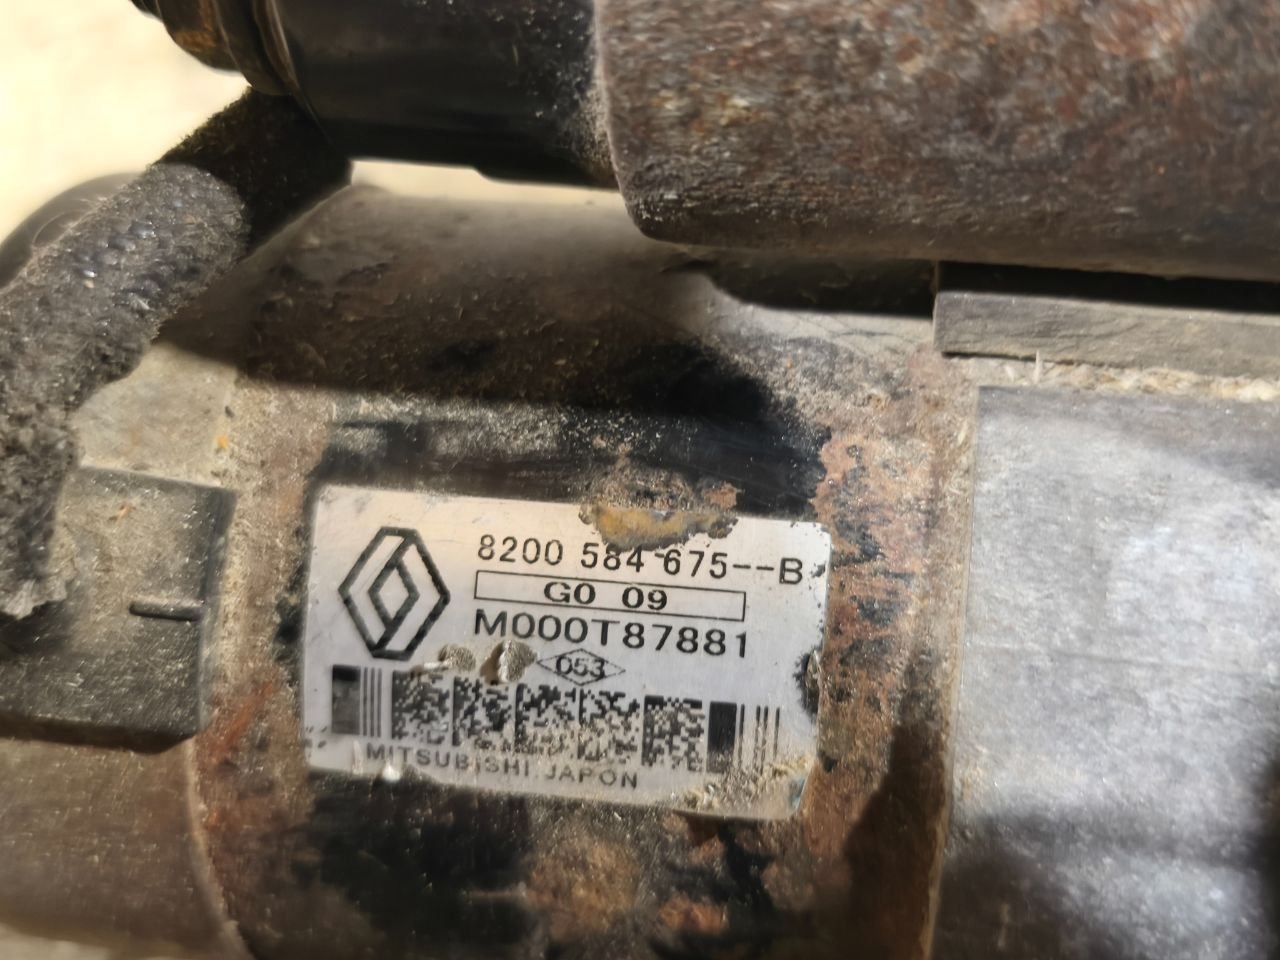 8200 584 675--B
G0 09
M000T87881
053
MITSUBISHI JAPON